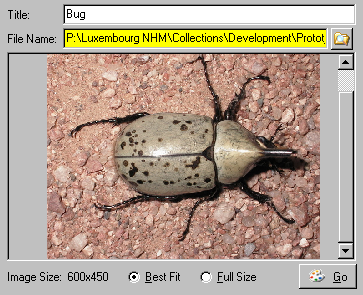 Title: Bug
File Name: P:\Luxembourg NHM\Collections\Development\Protot
Image Size: 600x450 Best Fit Full Size Go